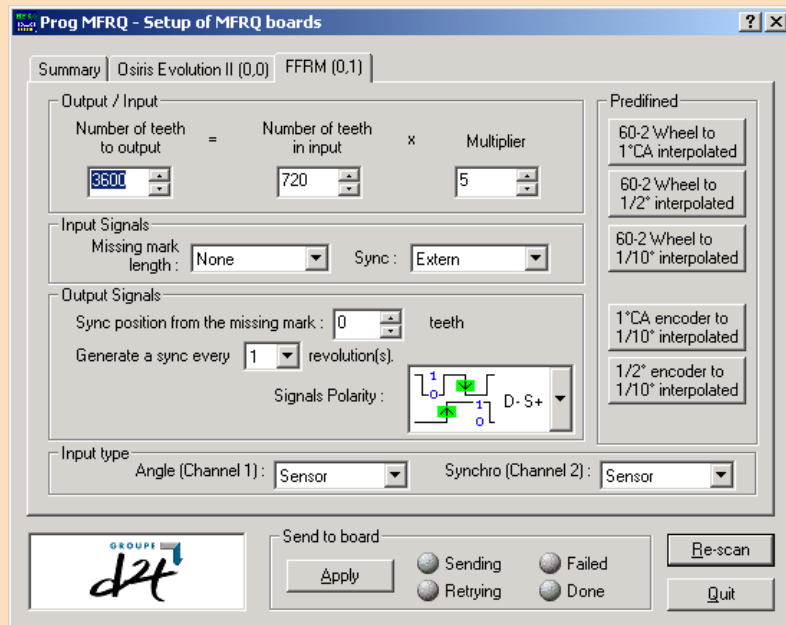 Prog MFRQ - Setup of MFRQ boards
Summary
Osiris Evolution II (0,0)
FFRM (0,1)
Output / Input
Number of teeth
to output
=
Number of teeth
in input
x
Multiplier
3600
720
5
Input Signals
Missing mark
length :
None
Sync :
Extern
Output Signals
Sync position from the missing mark :
0
teeth
Generate a sync every
1
revolution(s).
Signals Polarity :
1
0
1
0
D- S+
Input type
Angle (Channel 1) :
Sensor
Synchro (Channel 2) :
Sensor
Predifined
60-2 Wheel to
1°CA interpolated
60-2 Wheel to
1/2° interpolated
60-2 Wheel to
1/10° interpolated
1°CA encoder to
1/10° interpolated
1/2° encoder to
1/10° interpolated
GROUPE
d2t
Send to board
Apply
Sending
Retrying
Failed
Done
Re-scan
Quit